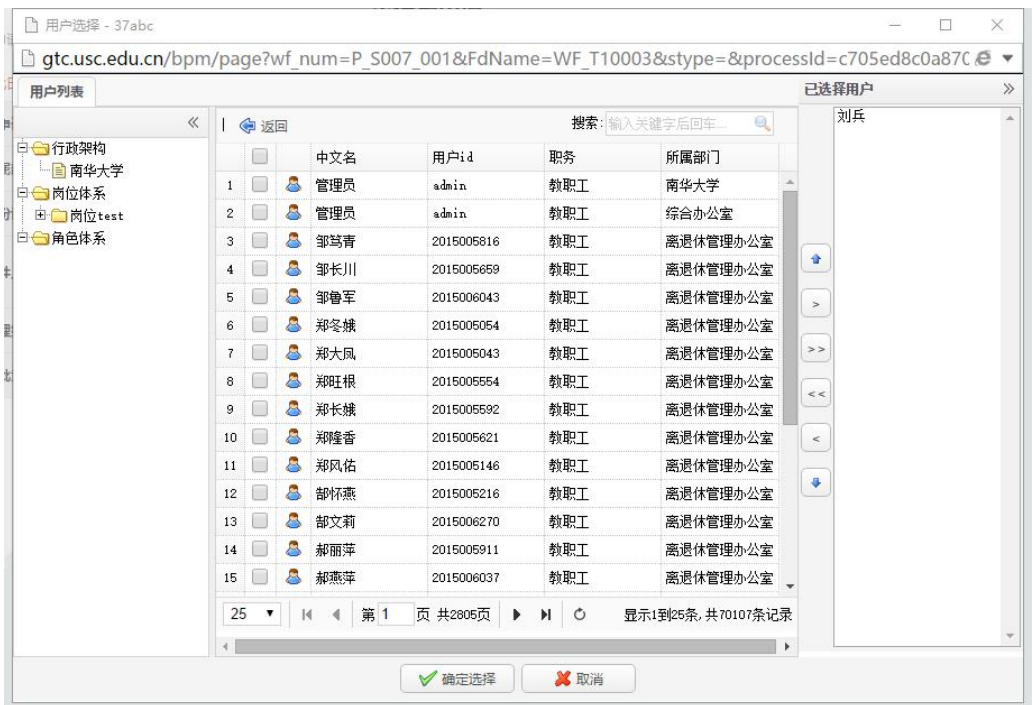 用户选择 - 37abc
gtc.usc.edu.cn/bpm/page?wf_num=P_S007_001&FdName=WF_T10003&stype=&processId=c705ed8c0a870
用户列表
已选择用户
返回 搜索: 输入关键字后回车...
刘兵
行政架构
南华大学
岗位体系
岗位test
角色体系
中文名 用户id 职务 所属部门
1 管理员 admin 教职工 南华大学
2 管理员 admin 教职工 综合办公室
3 邹笃青 2015005816 教职工 离退休管理办公室
4 邹长川 2015005659 教职工 离退休管理办公室
5 邹鲁军 2015006043 教职工 离退休管理办公室
6 郑冬娥 2015005054 教职工 离退休管理办公室
7 郑大凤 2015005043 教职工 离退休管理办公室
8 郑旺根 2015005554 教职工 离退休管理办公室
9 郑长娥 2015005592 教职工 离退休管理办公室
10 郑隆香 2015005621 教职工 离退休管理办公室
11 郑风佑 2015005146 教职工 离退休管理办公室
12 郜怀燕 2015005216 教职工 离退休管理办公室
13 郜文莉 2015006270 教职工 离退休管理办公室
14 郝丽萍 2015005911 教职工 离退休管理办公室
15 郝燕萍 2015006037 教职工 离退休管理办公室
>
>>
<<
<
25 第 1 页 共2805页 显示1到25条, 共70107条记录
确定选择 取消